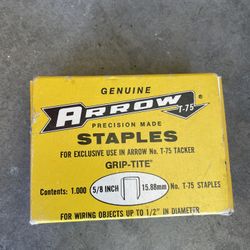 GENUINE
ARROW T-75
PRECISION MADE
STAPLES
FOR EXCLUSIVE USE IN ARROW No. T-75 TACKER
GRIP-TITE®
Contents: 1.000 5/8 INCH 15.88mm No. T-75 STAPLES
FOR WIRING OBJECTS UP TO 1/2" IN DIAMETER